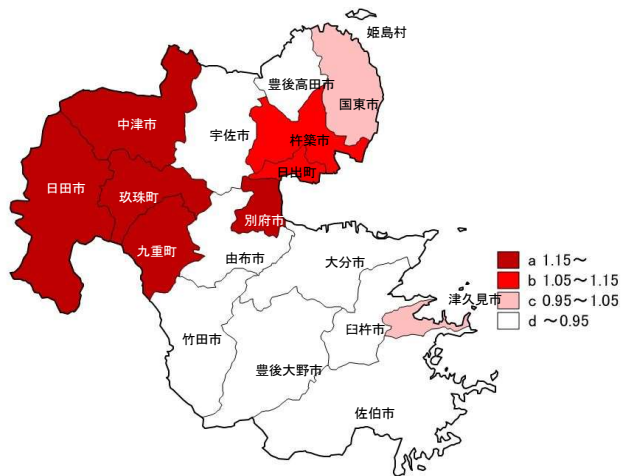 姫島村
豊後高田市
国東市
中津市
宇佐市
杵築市
日出町
日田市
玖珠町
別府市
九重町
由布市
大分市
a 1.15～
b 1.05～1.15
c 0.95～1.05
d ～0.95
津久見市
臼杵市
竹田市
豊後大野市
佐伯市